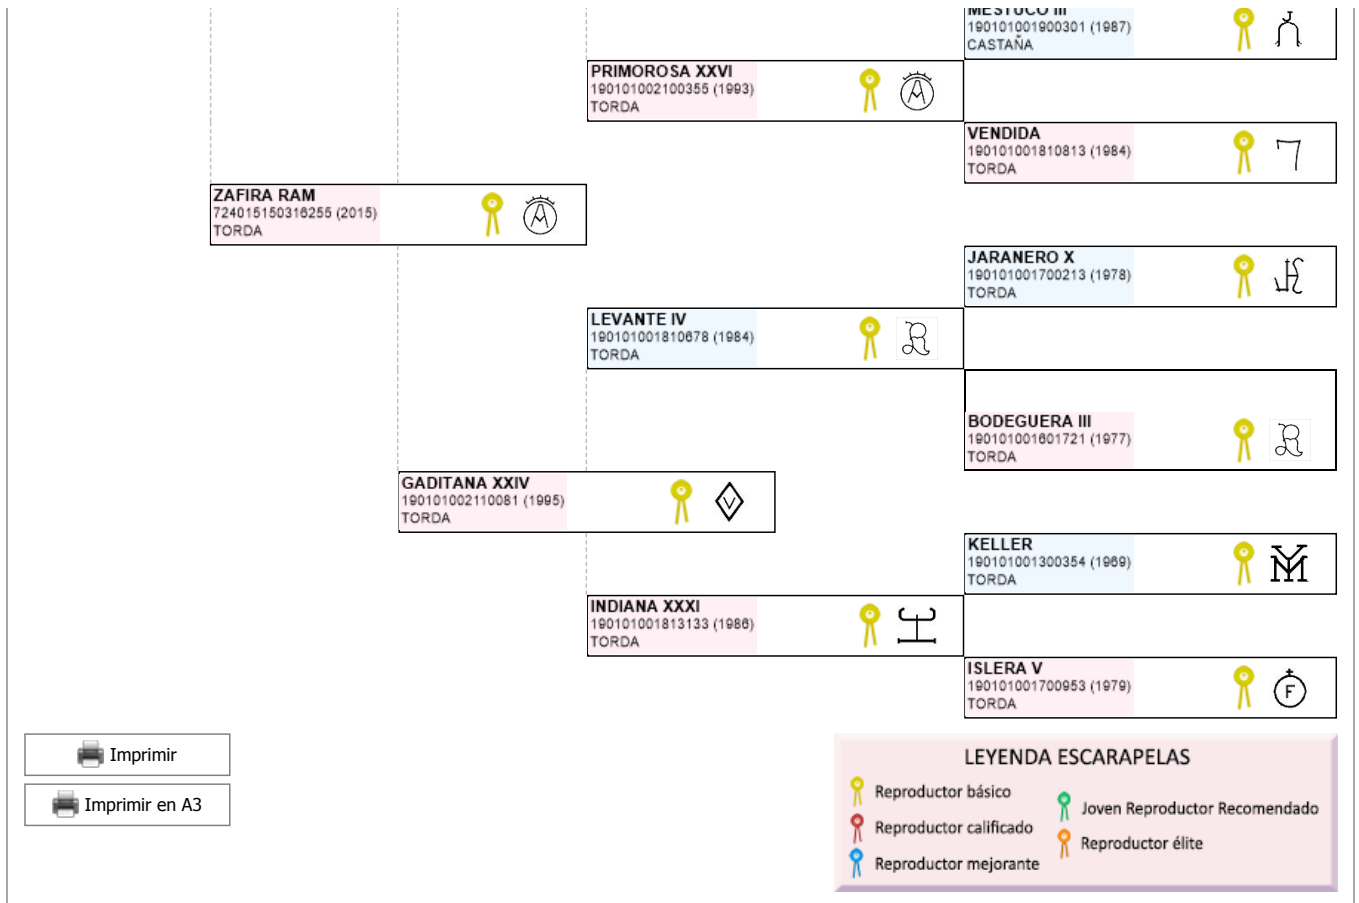 MESTUCO III
190101001900301 (1987)
CASTAÑA
PRIMOROSA XXVI
190101002100355 (1993)
TORDA
VENDIDA
190101001810813 (1984)
TORDA
ZAFIRA RAM
724015150316255 (2015)
TORDA
JARANERO X
190101001700213 (1978)
TORDA
LEVANTE IV
190101001810678 (1984)
TORDA
BODEGUERA III
190101001601721 (1977)
TORDA
GADITANA XXIV
190101002110081 (1995)
TORDA
KELLER
190101001300354 (1969)
TORDA
INDIANA XXXI
190101001813133 (1986)
TORDA
ISLERA V
190101001700953 (1979)
TORDA
F
Imprimir
Imprimir en A3
LEYENDA ESCARAPELAS
Reproductor básico
Reproductor calificado
Reproductor mejorante
Joven Reproductor Recomendado
Reproductor élite